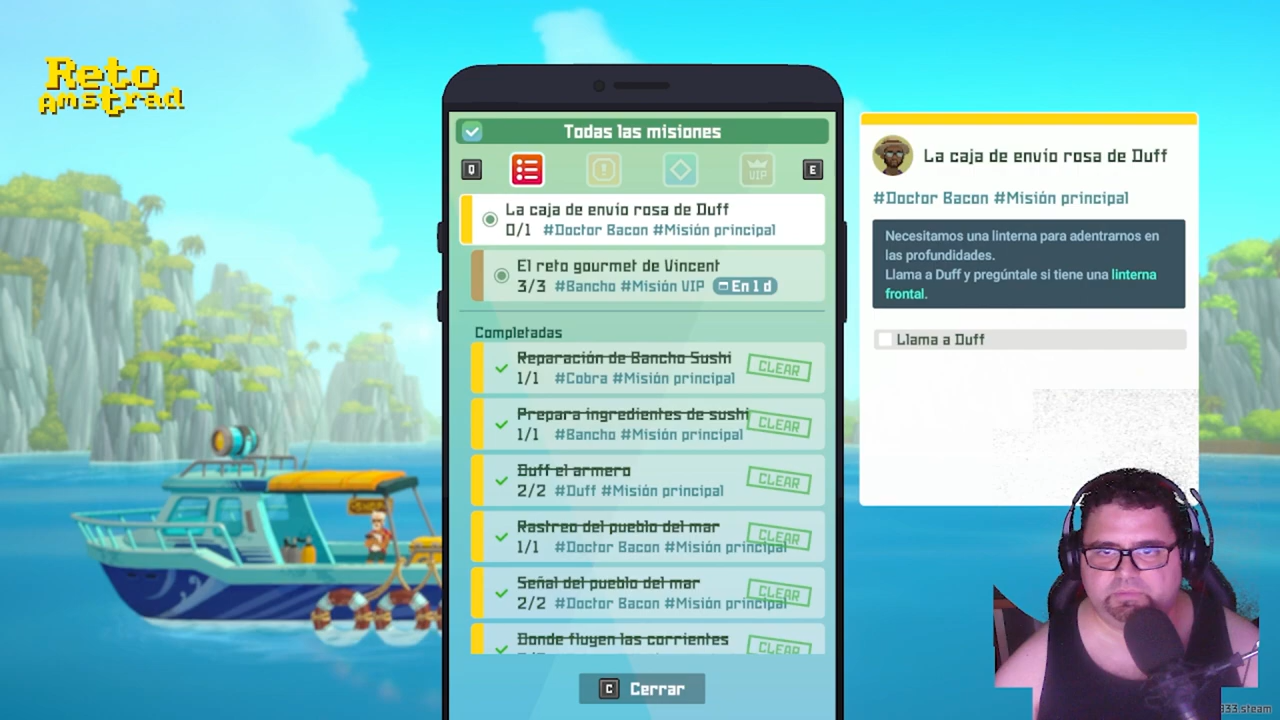 Reto
Amstrad
Todas las misiones
Q
VIP
E
La caja de envío rosa de Duff
0/1 #Doctor Bacon #Misión principal
El reto gourmet de Vincent
3/3 #Bancho #Misión VIP En 1 d
Completadas
Reparación de Bancho Sushi
1/1 #Cobra #Misión principal
CLEAR
Prepara ingredientes de sushi
1/1 #Bancho #Misión principal
CLEAR
Duff el armero
2/2 #Duff #Misión principal
CLEAR
Rastreo del pueblo del mar
1/1 #Doctor Bacon #Misión principal
CLEAR
Señal del pueblo del mar
2/2 #Doctor Bacon #Misión principal
CLEAR
Donde fluyen las corrientes
CLEAR
C Cerrar
La caja de envío rosa de Duff
#Doctor Bacon #Misión principal
Necesitamos una linterna para adentrarnos en
las profundidades.
Llama a Duff y pregúntale si tiene una linterna
frontal.
Llama a Duff
333.steam